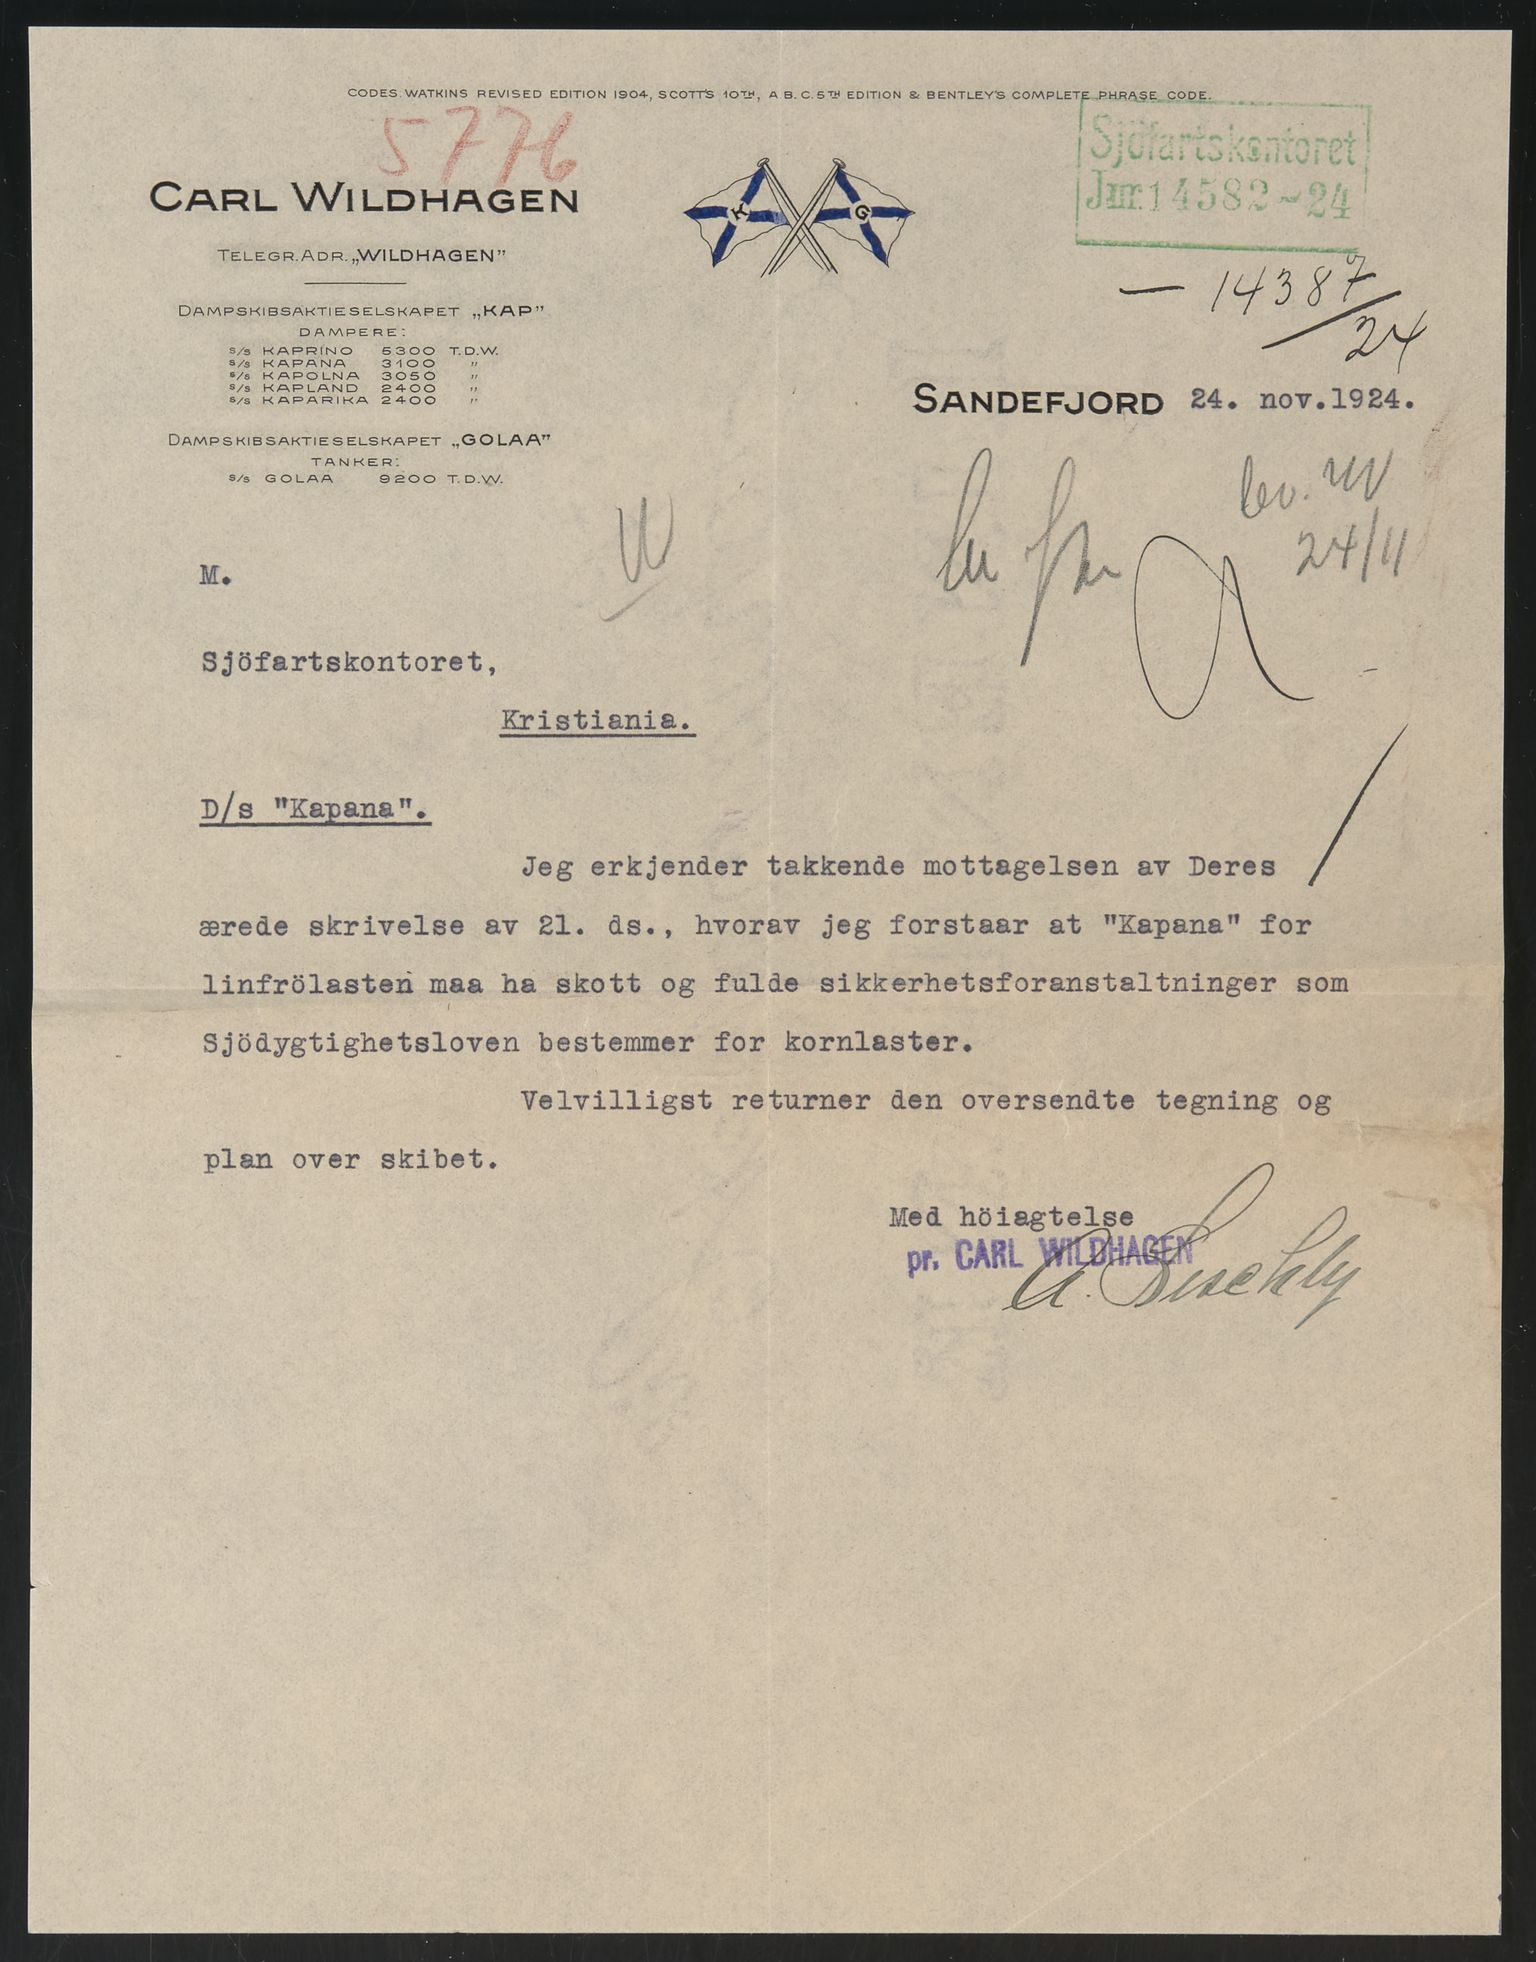 CODES. WATKINS REVISED EDITION 1904, SCOTT'S 10TH, A B. C. 5TH EDITION & BENTLEY'S COMPLETE PHRASE CODE.
5776
Sjöfartskontoret
Jnr. 14582-24
CARL WILDHAGEN
K G
TELEGR. ADR. „WILDHAGEN”
— 14387
24
DAMPSKIBSAKTIESELSKAPET „KAP”
DAMPERE:
S/S KAPRINO 5300 T.D.W.
S/S KAPANA 3100 "
S/S KAPOLNA 3050 "
S/S KAPLAND 2400 "
S/S KAPARIKA 2400 "
SANDEFJORD 24. nov.1924.
DAMPSKIBSAKTIESELSKAPET „GOLAA”
TANKER:
S/S GOLAA 9200 T.D.W.
24/11
M.
Sjöfartskontoret,
Kristiania.
D/s "Kapana".
Jeg erkjender takkende mottagelsen av Deres
ærede skrivelse av 21. ds., hvorav jeg forstaar at "Kapana" for
linfrölasten maa ha skott og fulde sikkerhetsforanstaltninger som
Sjödygtighetsloven bestemmer for kornlaster.
Velvilligst returner den oversendte tegning og
plan over skibet.
Med höiagtelse
pr. CARL WILDHAGEN